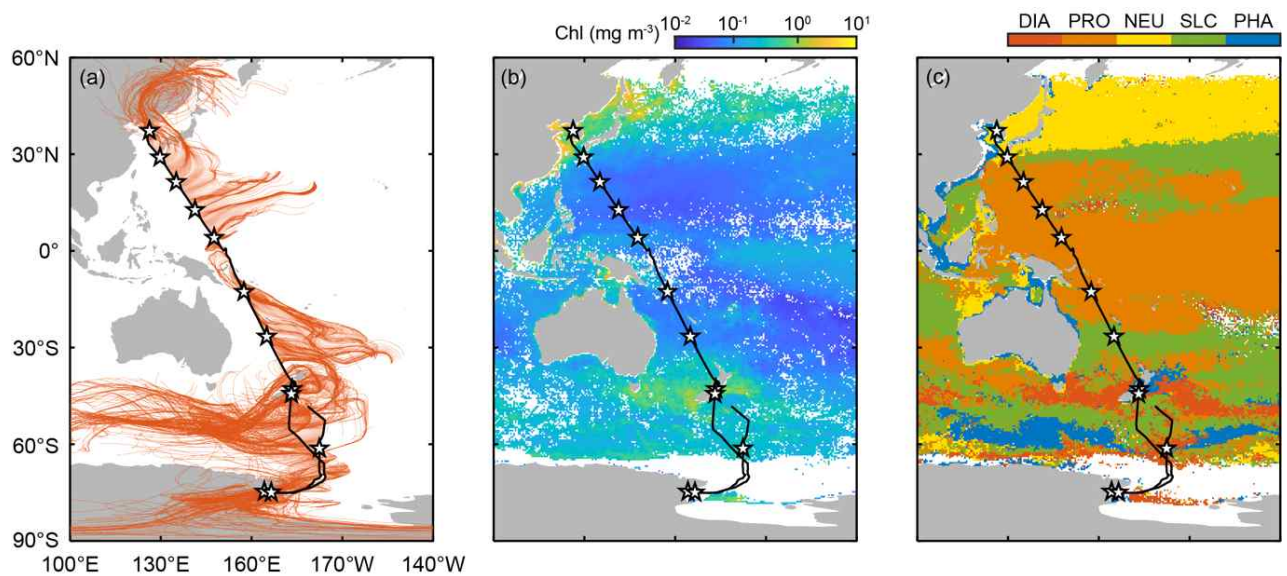 Chl (mg m⁻³) 10⁻² 10⁻¹ 10⁰ 10¹
DIA PRO NEU SLC PHA
60°N
30°N
0°
30°S
60°S
90°S
(a)
(b)
(c)
100°E 130°E 160°E 170°W 140°W